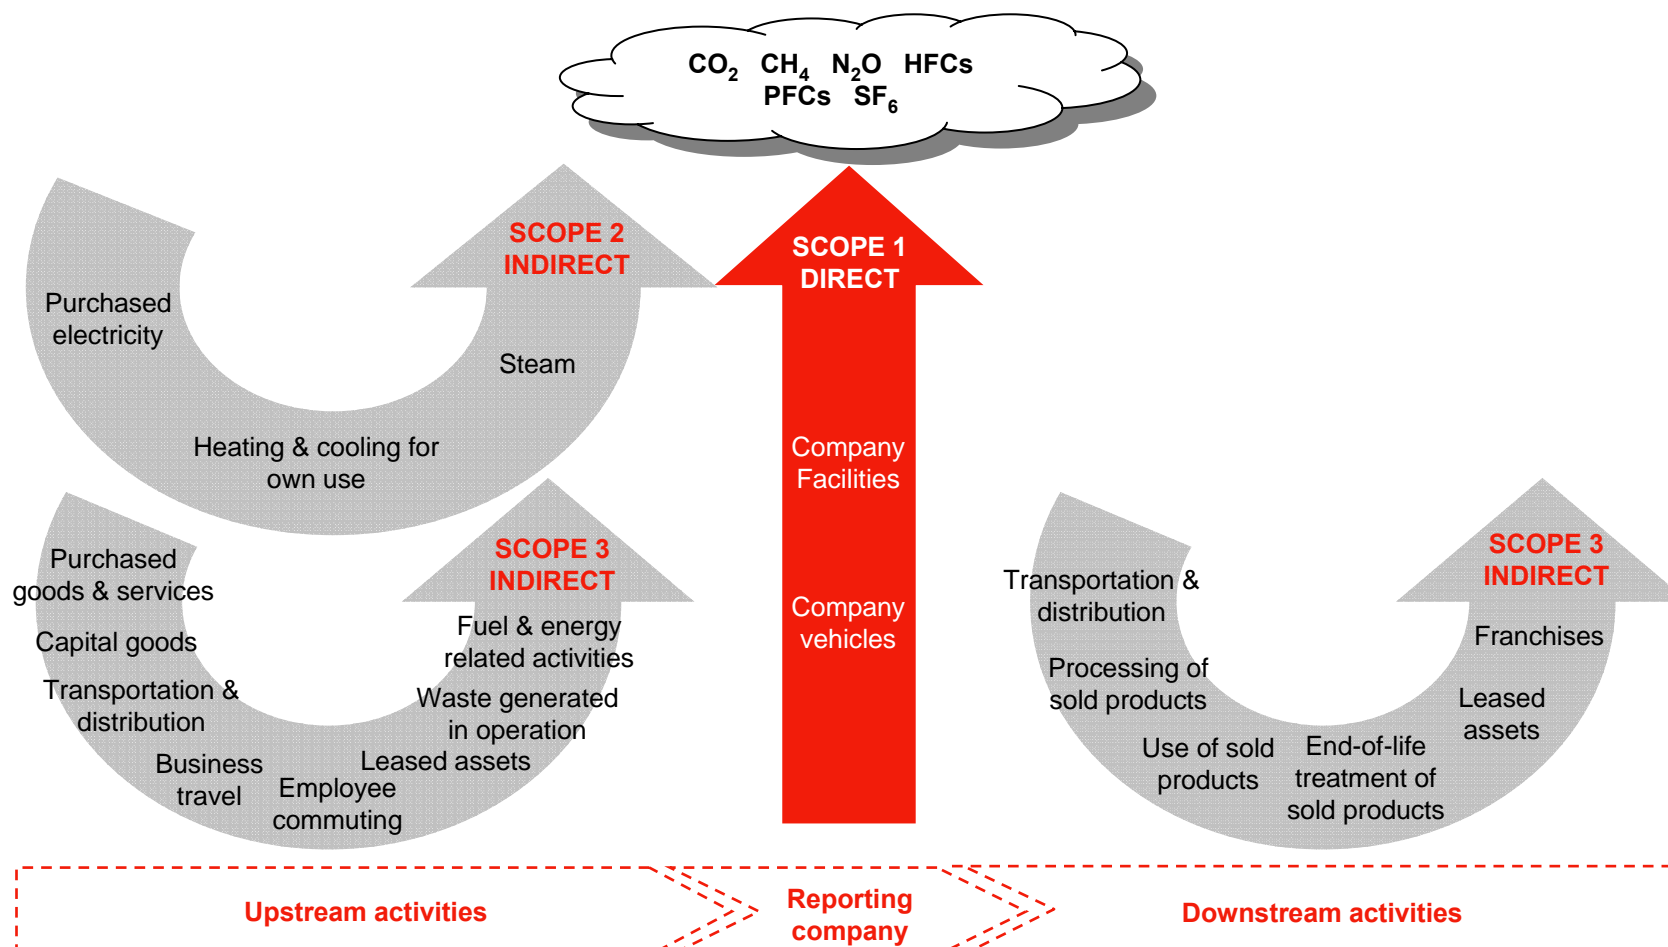 CO₂ CH₄ N₂O HFCs
PFCs SF₆
SCOPE 2
INDIRECT
Purchased
electricity
Steam
Heating & cooling for
own use
SCOPE 1
DIRECT
Company
Facilities
Company
vehicles
SCOPE 3
INDIRECT
Purchased
goods & services
Capital goods
Transportation &
distribution
Business
travel
Employee
commuting
Leased assets
Waste generated
in operation
Fuel & energy
related activities
SCOPE 3
INDIRECT
Transportation &
distribution
Processing of
sold products
Use of sold
products
End-of-life
treatment of
sold products
Leased
assets
Franchises
Upstream activities
Reporting
company
Downstream activities